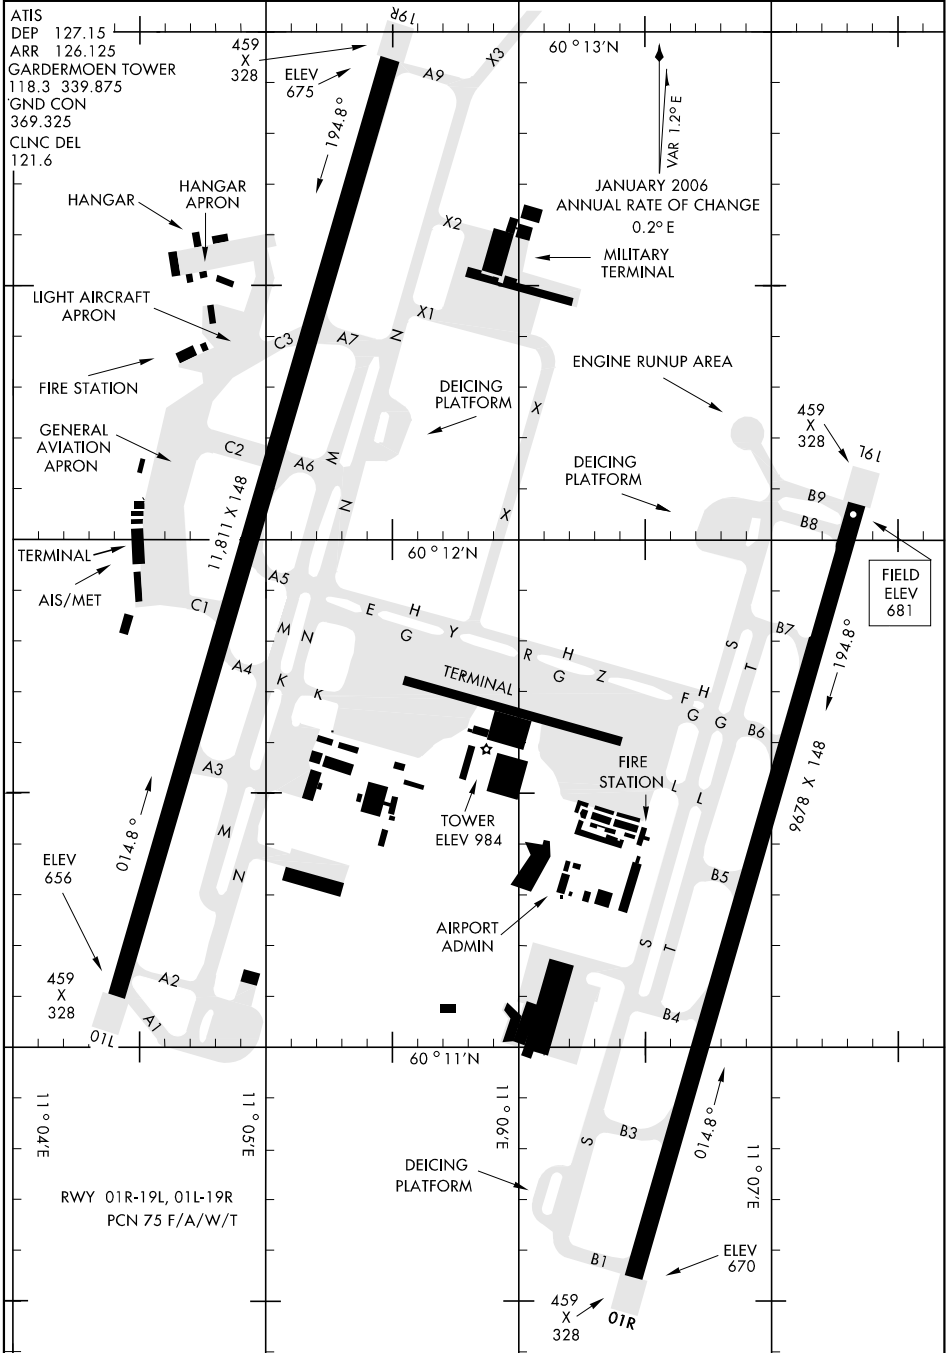 ATIS
DEP 127.15
ARR 126.125
GARDERMOEN TOWER
118.3 339.875
GND CON
369.325
CLNC DEL
121.6
19R
459
X
328
ELEV
675
A9
X3
60° 13'N
194.8°
VAR 1.2° E
JANUARY 2006
ANNUAL RATE OF CHANGE
0.2° E
HANGAR
HANGAR
APRON
X2
MILITARY
TERMINAL
LIGHT AIRCRAFT
APRON
X1
C3
A7
N
FIRE STATION
ENGINE RUNUP AREA
DEICING
PLATFORM
X
459
X
328
19L
GENERAL
AVIATION
APRON
C2
A6
M
DEICING
PLATFORM
11,811 X 148
N
X
B9
B8
TERMINAL
60° 12'N
AIS/MET
FIELD
ELEV
681
A5
C1
E
H
G
Y
M
N
R
H
G
Z
S
T
B7
194.8°
A4
K
K
TERMINAL
F
H
G
G
B6
A3
FIRE
STATION
L
L
9678 X 148
014.8°
TOWER
ELEV 984
M
N
ELEV
656
B5
AIRPORT
ADMIN
S
T
A2
459
X
328
A1
01L
B4
60° 11'N
11° 04'E
11° 05'E
11° 06'E
11° 07'E
014.8°
S
B3
DEICING
PLATFORM
RWY 01R-19L, 01L-19R
PCN 75 F/A/W/T
B1
ELEV
670
459
X
328
01R